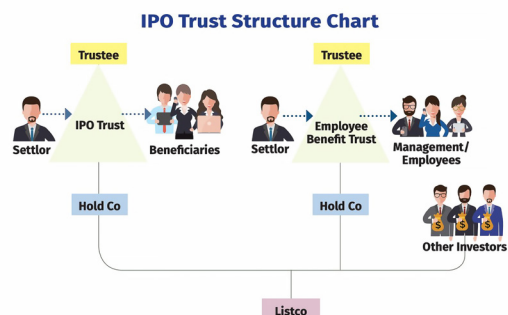 IPO Trust Structure Chart
Trustee
Trustee
IPO Trust
Employee
Benefit Trust
Settlor
Beneficiaries
Settlor
Management/
Employees
Hold Co
Hold Co
$ $ $
Other Investors
Listco